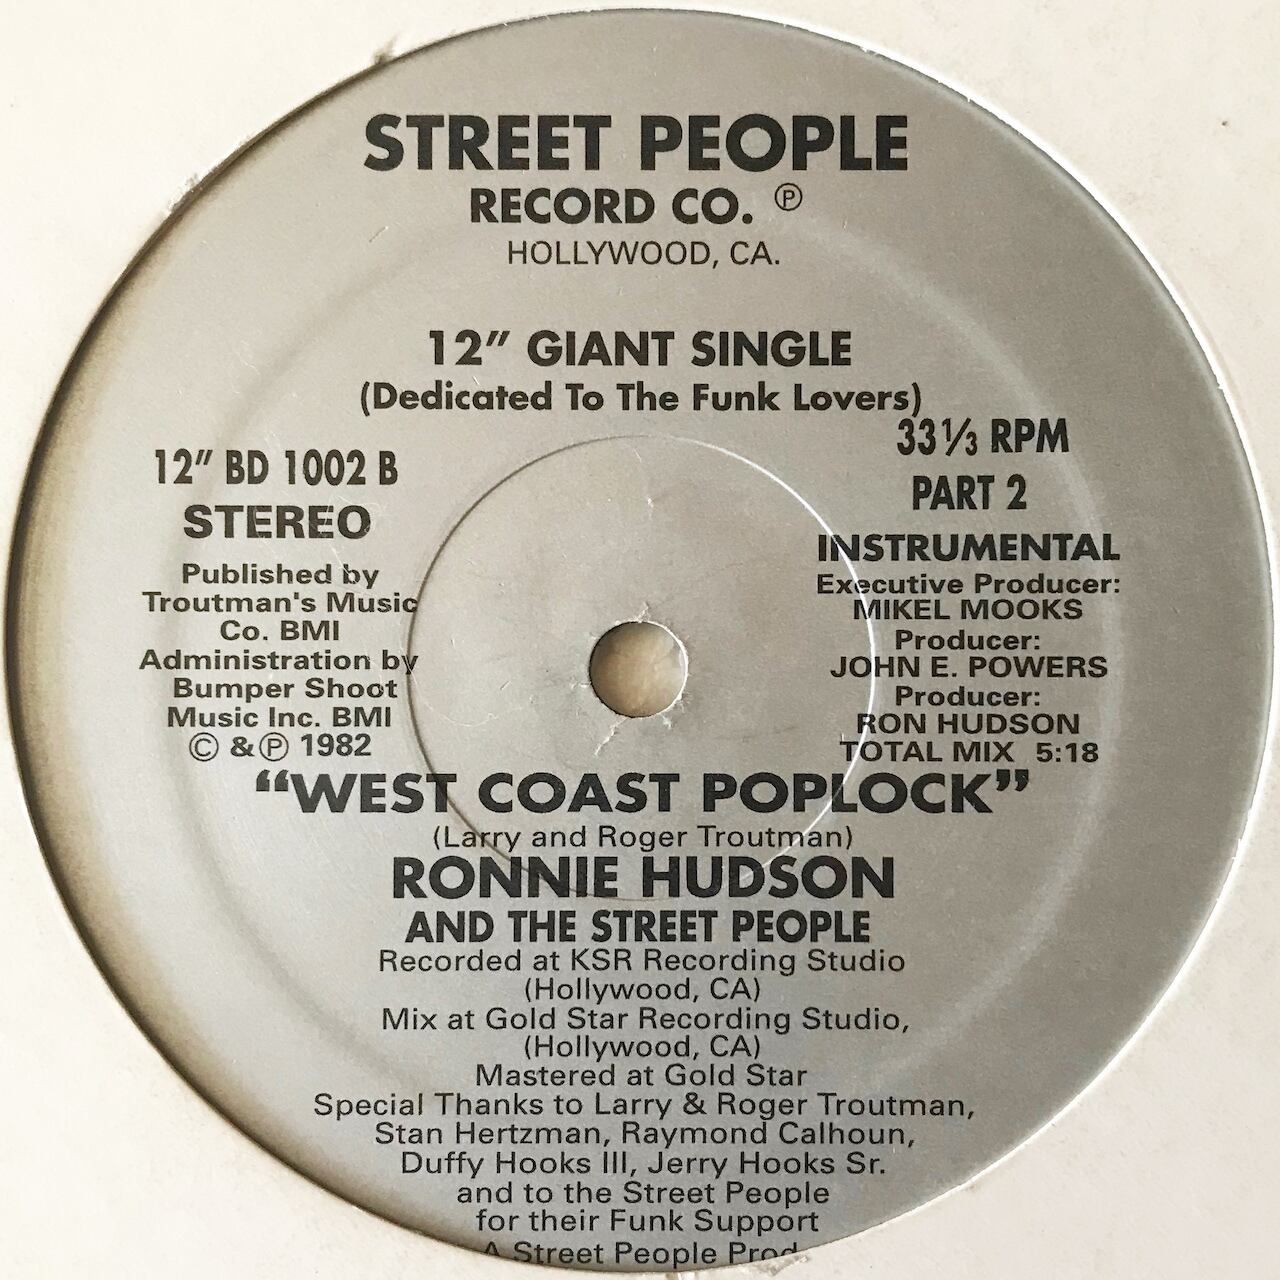 STREET PEOPLE
RECORD CO. ℗
HOLLYWOOD, CA.
12” GIANT SINGLE
(Dedicated To The Funk Lovers)
12” BD 1002 B
STEREO
Published by
Troutman's Music
Co. BMI
Administration by
Bumper Shoot
Music Inc. BMI
© & ℗ 1982
33⅓ RPM
PART 2
INSTRUMENTAL
Executive Producer:
MIKEL MOOKS
Producer:
JOHN E. POWERS
Producer:
RON HUDSON
TOTAL MIX 5:18
“WEST COAST POPLOCK”
(Larry and Roger Troutman)
RONNIE HUDSON
AND THE STREET PEOPLE
Recorded at KSR Recording Studio
(Hollywood, CA)
Mix at Gold Star Recording Studio,
(Hollywood, CA)
Mastered at Gold Star
Special Thanks to Larry & Roger Troutman,
Stan Hertzman, Raymond Calhoun,
Duffy Hooks III, Jerry Hooks Sr.
and to the Street People
for their Funk Support
A Street People Prod